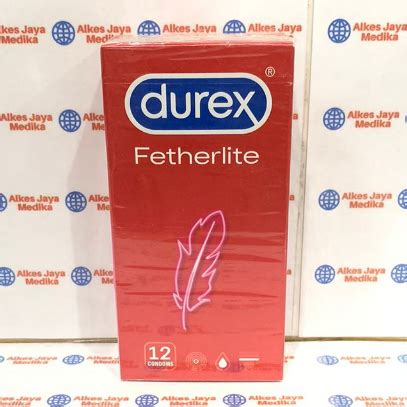 durex®
Fetherlite
12
CONDOMS
Alkes Jaya
Medika